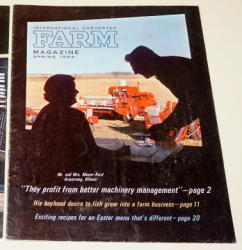 INTERNATIONAL HARVESTER
FARM
MAGAZINE
SPRING 1965
Mr. and Mrs. Mason Byrd
Armstrong, Illinois
"They profit from better machinery management"—page 2
His boyhood desire to fish grew into a farm business—page 11
Exciting recipes for an Easter menu that's different—page 20